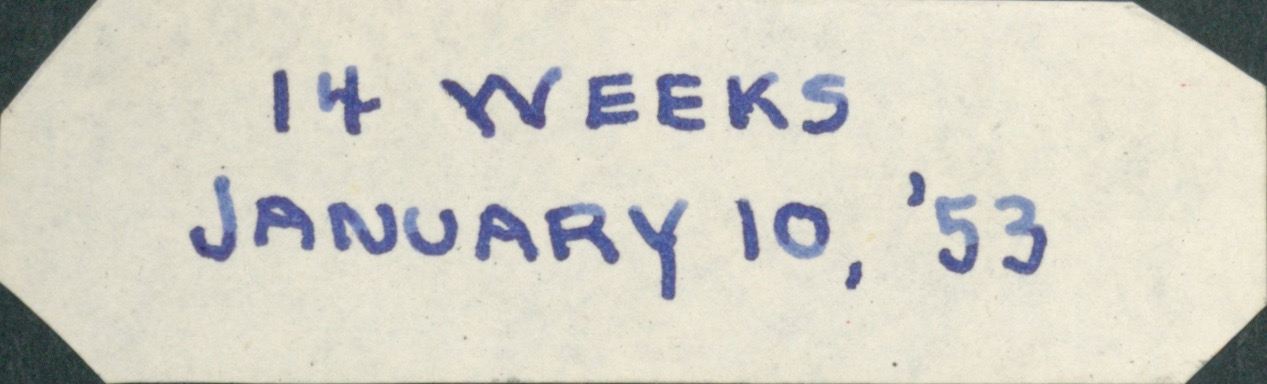 14 WEEKS
JANUARY 10, '53